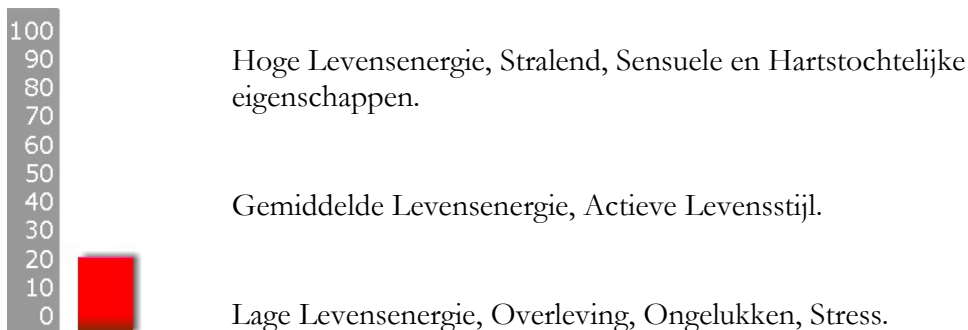 100
90
80
70
60
50
40
30
20
10
0
Hoge Levensenergie, Stralend, Sensuele en Hartstochtelijke
eigenschappen.
Gemiddelde Levensenergie, Actieve Levensstijl.
Lage Levensenergie, Overleving, Ongelukken, Stress.